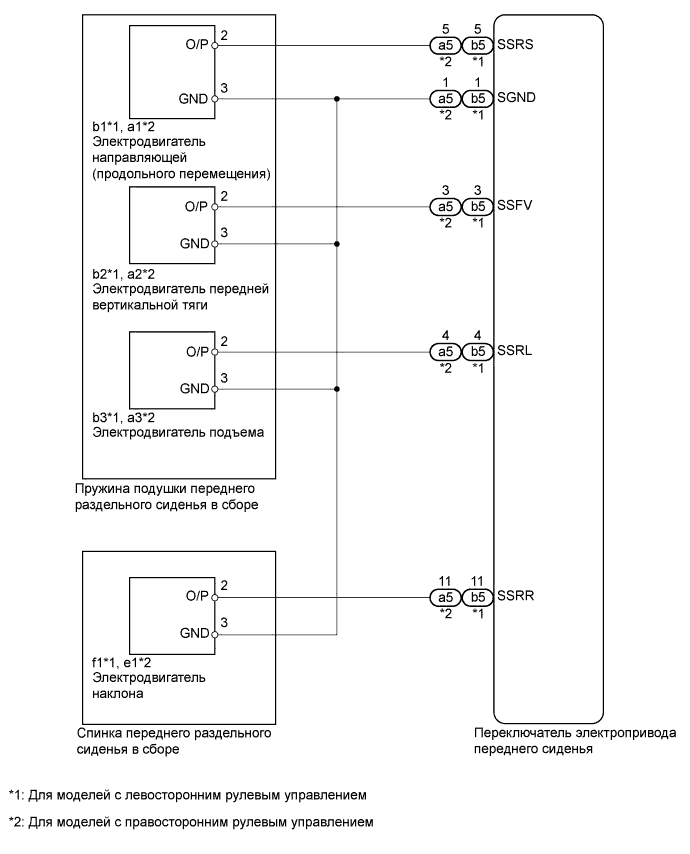 O/P 2
5 5
a5 b5 SSRS
*2 *1
GND 3
1 1
a5 b5 SGND
*2 *1
b1*1, a1*2
Электродвигатель
направляющей
(продольного перемещения)
O/P 2
3 3
a5 b5 SSFV
*2 *1
GND 3
b2*1, a2*2
Электродвигатель передней
вертикальной тяги
O/P 2
4 4
a5 b5 SSRL
*2 *1
GND 3
b3*1, a3*2
Электродвигатель подъема
Пружина подушки переднего
раздельного сиденья в сборе
O/P 2
11 11
a5 b5 SSRR
*2 *1
GND 3
f1*1, e1*2
Электродвигатель
наклона
Спинка переднего раздельного
сиденья в сборе
Переключатель электропривода
переднего сиденья
*1: Для моделей с левосторонним рулевым управлением
*2: Для моделей с правосторонним рулевым управлением